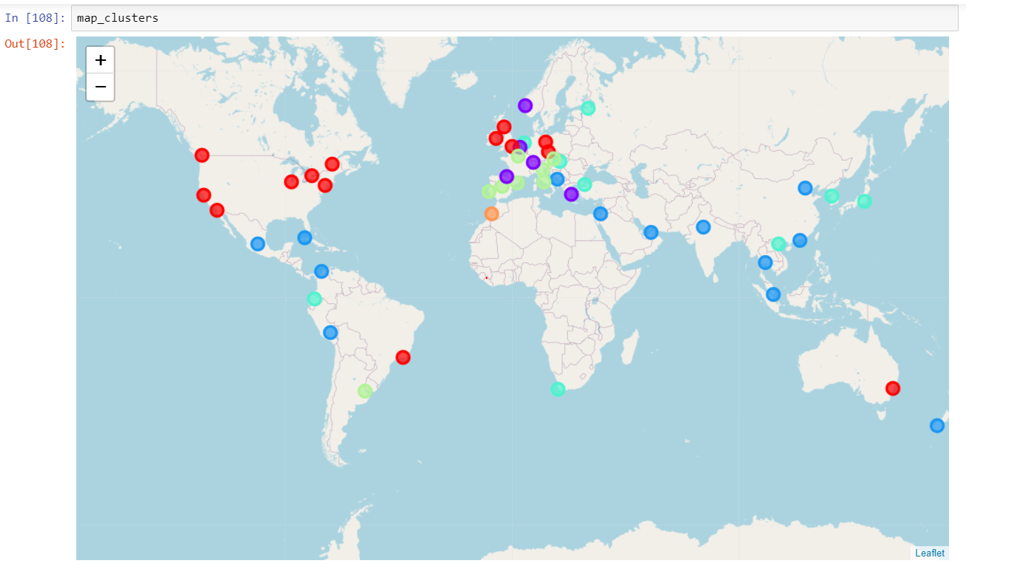 In [108]: map_clusters
Out[108]:
+
−
Leaflet